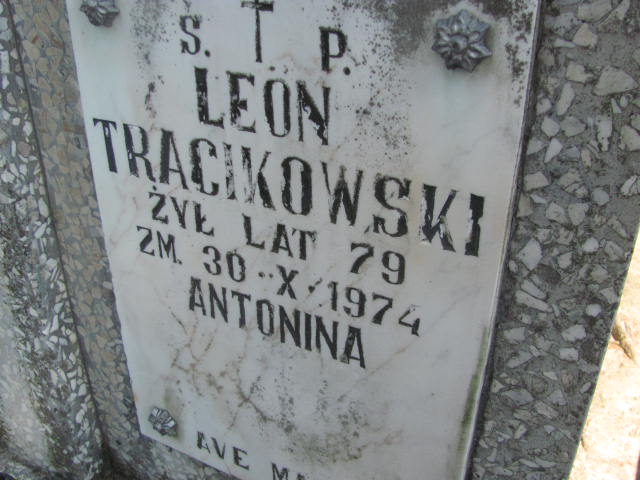 S. † P.
LEON
TRACIKOWSKI
ŻYŁ LAT 79
ZM. 30-X-1974
ANTONINA
AVE